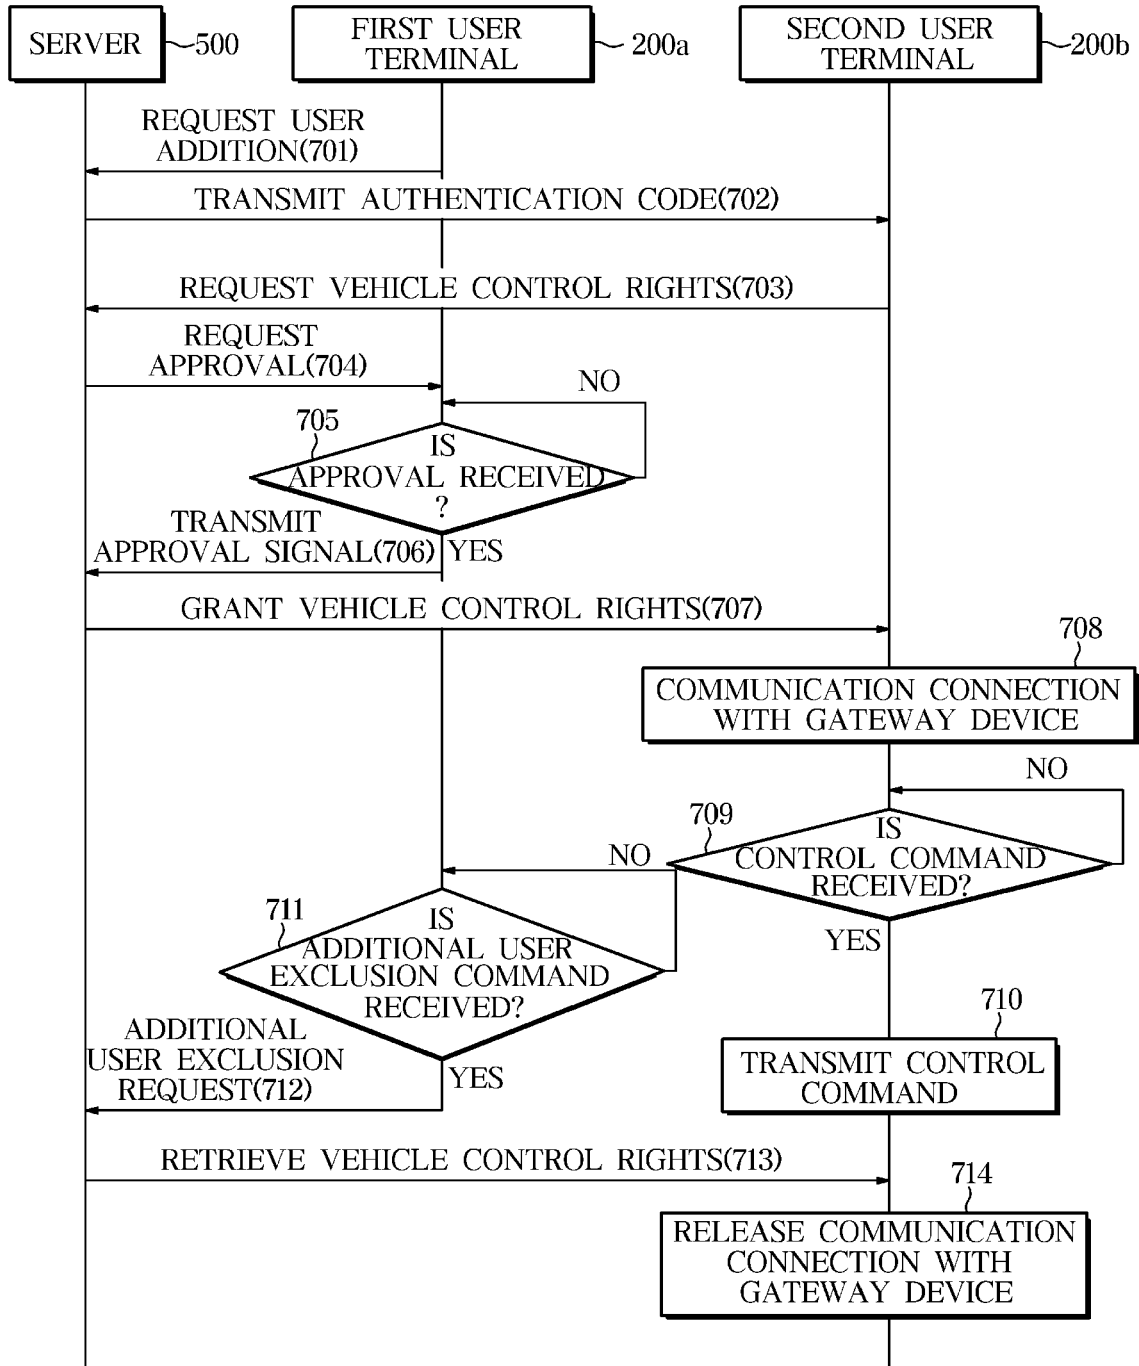 SERVER
500
FIRST USER
TERMINAL
200a
SECOND USER
TERMINAL
200b
REQUEST USER
ADDITION(701)
TRANSMIT AUTHENTICATION CODE(702)
REQUEST VEHICLE CONTROL RIGHTS(703)
REQUEST
APPROVAL(704)
NO
705
IS
APPROVAL RECEIVED
?
TRANSMIT
APPROVAL SIGNAL(706)
YES
GRANT VEHICLE CONTROL RIGHTS(707)
708
COMMUNICATION CONNECTION
WITH GATEWAY DEVICE
NO
709
IS
CONTROL COMMAND
RECEIVED?
YES
NO
711
IS
ADDITIONAL USER
EXCLUSION COMMAND
RECEIVED?
710
TRANSMIT CONTROL
COMMAND
ADDITIONAL
USER EXCLUSION
REQUEST(712)
YES
RETRIEVE VEHICLE CONTROL RIGHTS(713)
714
RELEASE COMMUNICATION
CONNECTION WITH
GATEWAY DEVICE